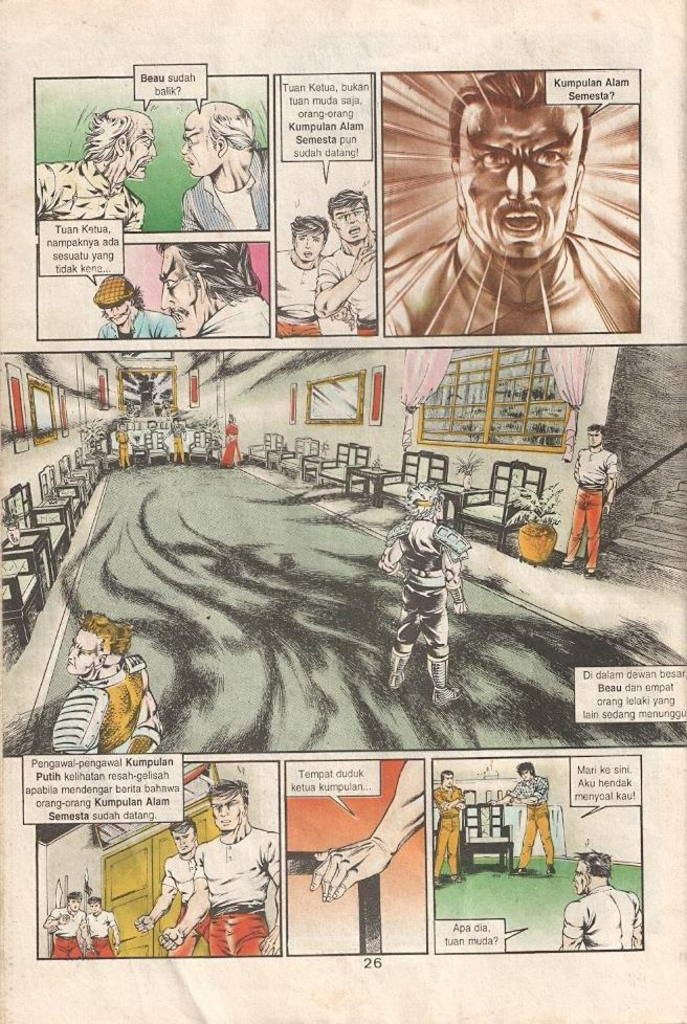 Beau sudah
balik?
Tuan Ketua, bukan
tuan muda saja,
orang-orang
Kumpulan Alam
Semesta pun
sudah datang!
Kumpulan Alam
Semesta?
Tuan Ketua,
nampaknya ada
sesuatu yang
tidak kena...
Di dalam dewan besar,
Beau dan empat
orang lelaki yang
lain sedang menunggu
Pengawal-pengawal Kumpulan
Putih kelihatan resah-gelisah
apabila mendengar berita bahawa
orang-orang Kumpulan Alam
Semesta sudah datang.
Tempat duduk
ketua kumpulan...
Mari ke sini.
Aku hendak
menyoal kau!
Apa dia,
tuan muda?
26